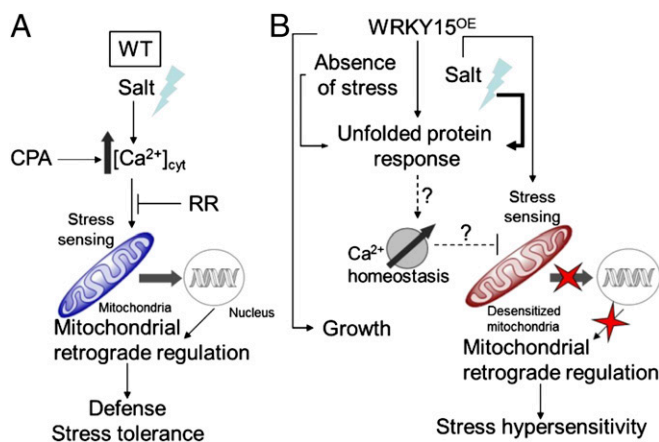 A
WT
Salt
CPA
[Ca²⁺]cyt
RR
Stress
sensing
Mitochondria
Nucleus
Mitochondrial
retrograde regulation
Defense
Stress tolerance
B
WRKY15ᴼᴱ
Absence
of stress
Salt
Unfolded protein
response
?
Stress
sensing
Ca²⁺
homeostasis
?
Desensitized
mitochondria
Growth
Mitochondrial
retrograde regulation
Stress hypersensitivity